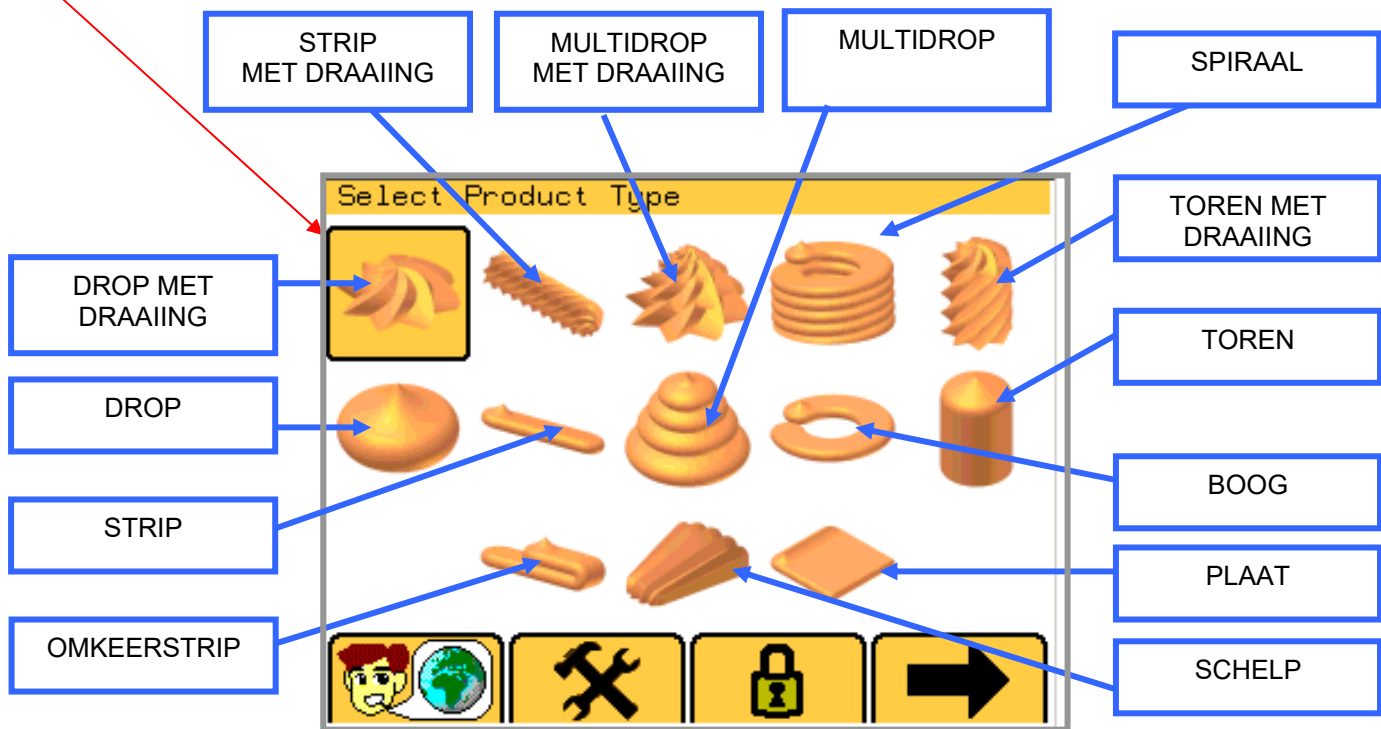 STRIP
MET DRAAIING
MULTIDROP
MET DRAAIING
MULTIDROP
SPIRAAL
Select Product Type
TOREN MET
DRAAIING
DROP MET
DRAAIING
TOREN
DROP
BOOG
STRIP
PLAAT
OMKEERSTRIP
SCHELP